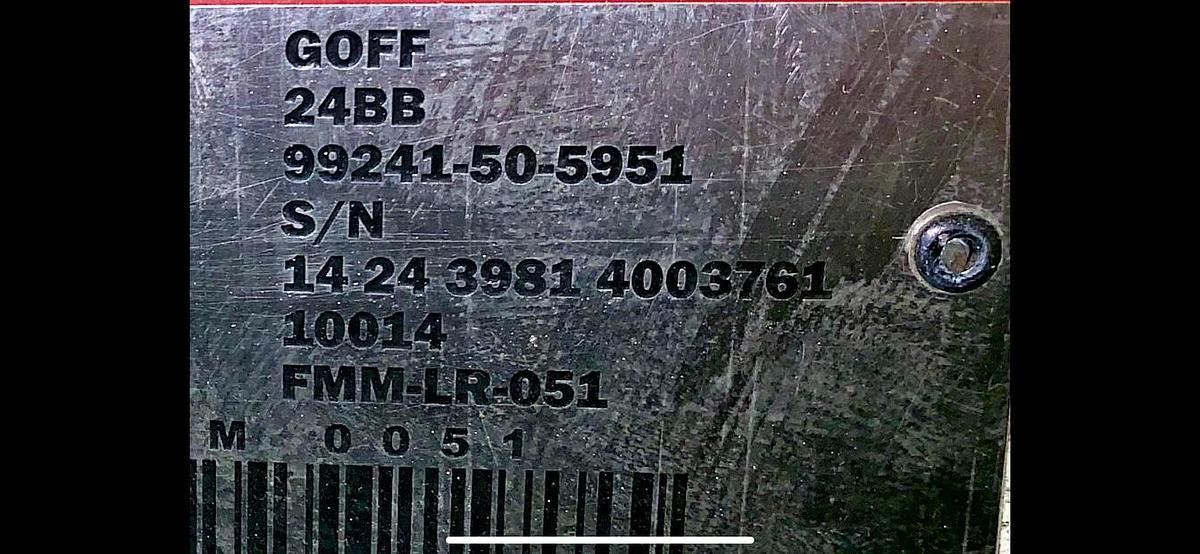 GOFF
24BB
99241-50-5951
S/N
14 24 3981 4003761
10014
FMM-LR-051
M 0 0 5 1